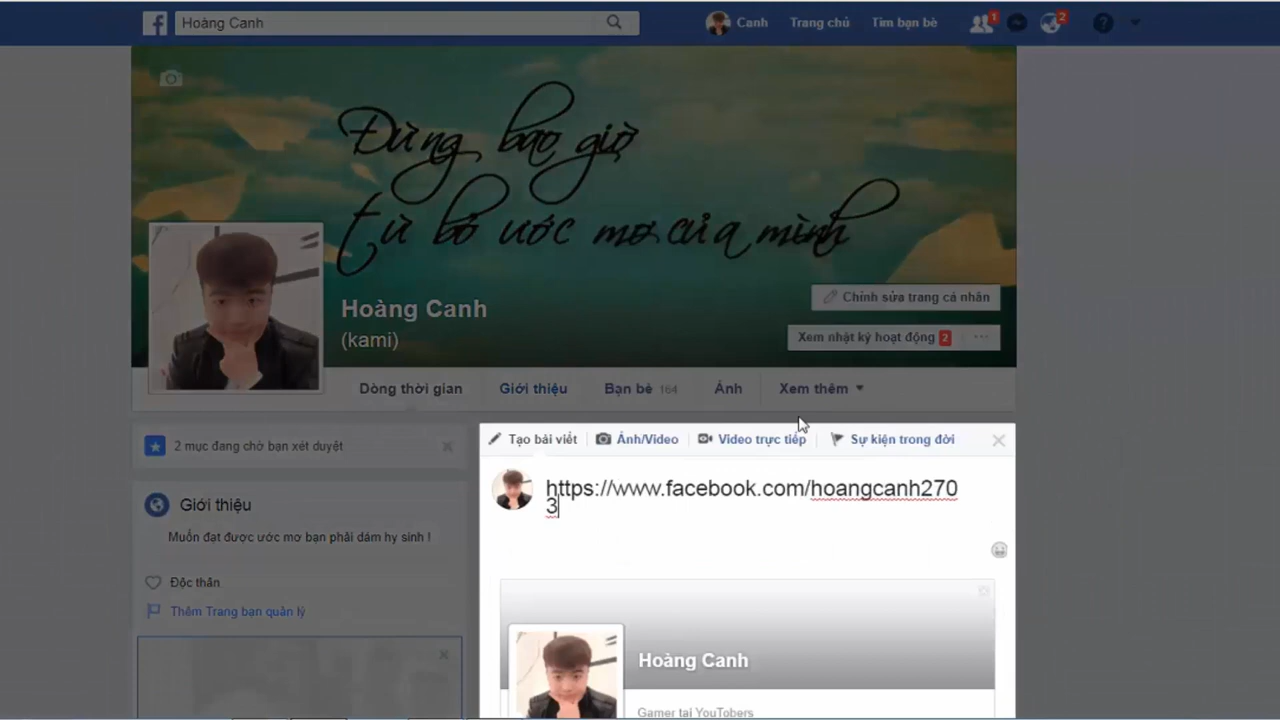 Hoàng Canh
Canh
Trang chủ
Tìm bạn bè
1
2
Đừng bao giờ
từ bỏ ước mơ của mình
Hoàng Canh
(kami)
Chỉnh sửa trang cá nhân
Xem nhật ký hoạt động 2
Dòng thời gian
Giới thiệu
Bạn bè 164
Ảnh
Xem thêm
2 mục đang chờ bạn xét duyệt
Giới thiệu
Muốn đạt được ước mơ bạn phải dám hy sinh !
Độc thân
Thêm Trang bạn quản lý
Tạo bài viết
Ảnh/Video
Video trực tiếp
Sự kiện trong đời
https://www.facebook.com/hoangcanh270
3
Hoàng Canh
Gamer tại YouTobers